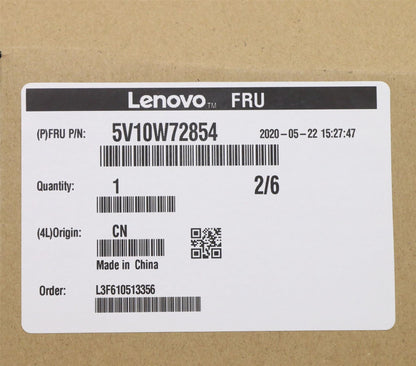 Lenovo™ FRU
(P)FRU P/N: 5V10W72854 2020-05-22 15:27:47
Quantity: 1 2/6
(4L)Origin: CN
Made in China
Order: L3F610513356